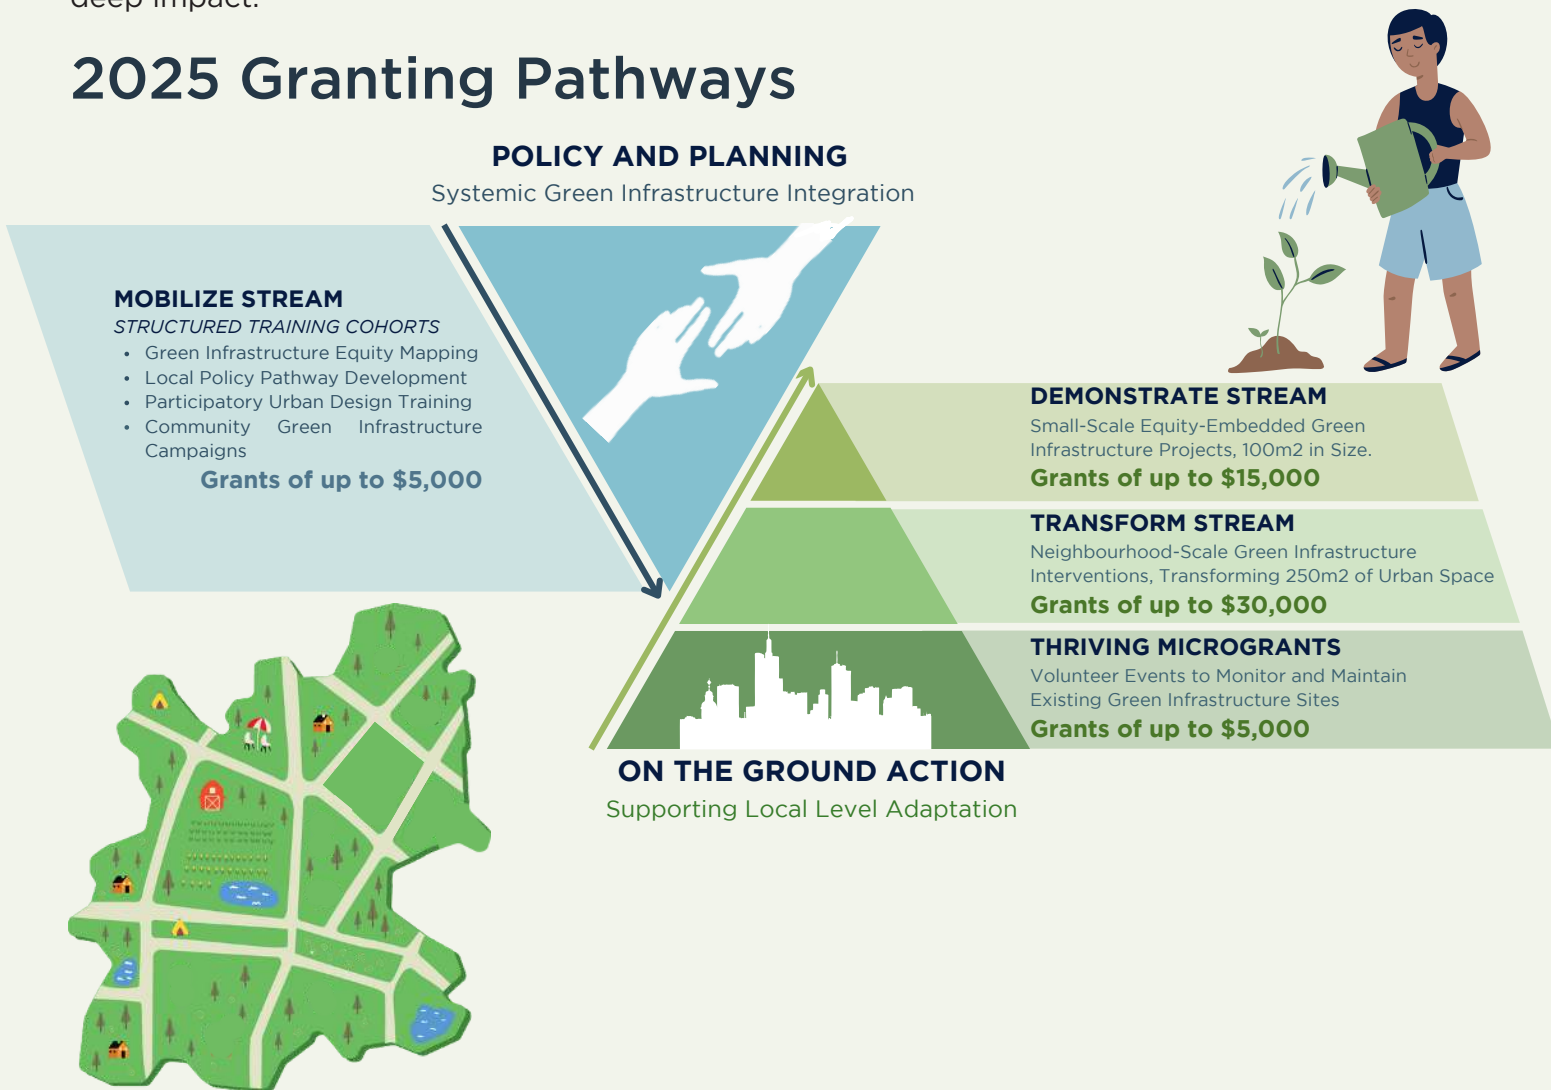 deep impact.
2025 Granting Pathways
POLICY AND PLANNING
Systemic Green Infrastructure Integration
MOBILIZE STREAM
STRUCTURED TRAINING COHORTS
• Green Infrastructure Equity Mapping
• Local Policy Pathway Development
• Participatory Urban Design Training
• Community Green Infrastructure
Campaigns
Grants of up to $5,000
DEMONSTRATE STREAM
Small-Scale Equity-Embedded Green
Infrastructure Projects, 100m2 in Size.
Grants of up to $15,000
TRANSFORM STREAM
Neighbourhood-Scale Green Infrastructure
Interventions, Transforming 250m2 of Urban Space
Grants of up to $30,000
THRIVING MICROGRANTS
Volunteer Events to Monitor and Maintain
Existing Green Infrastructure Sites
Grants of up to $5,000
ON THE GROUND ACTION
Supporting Local Level Adaptation